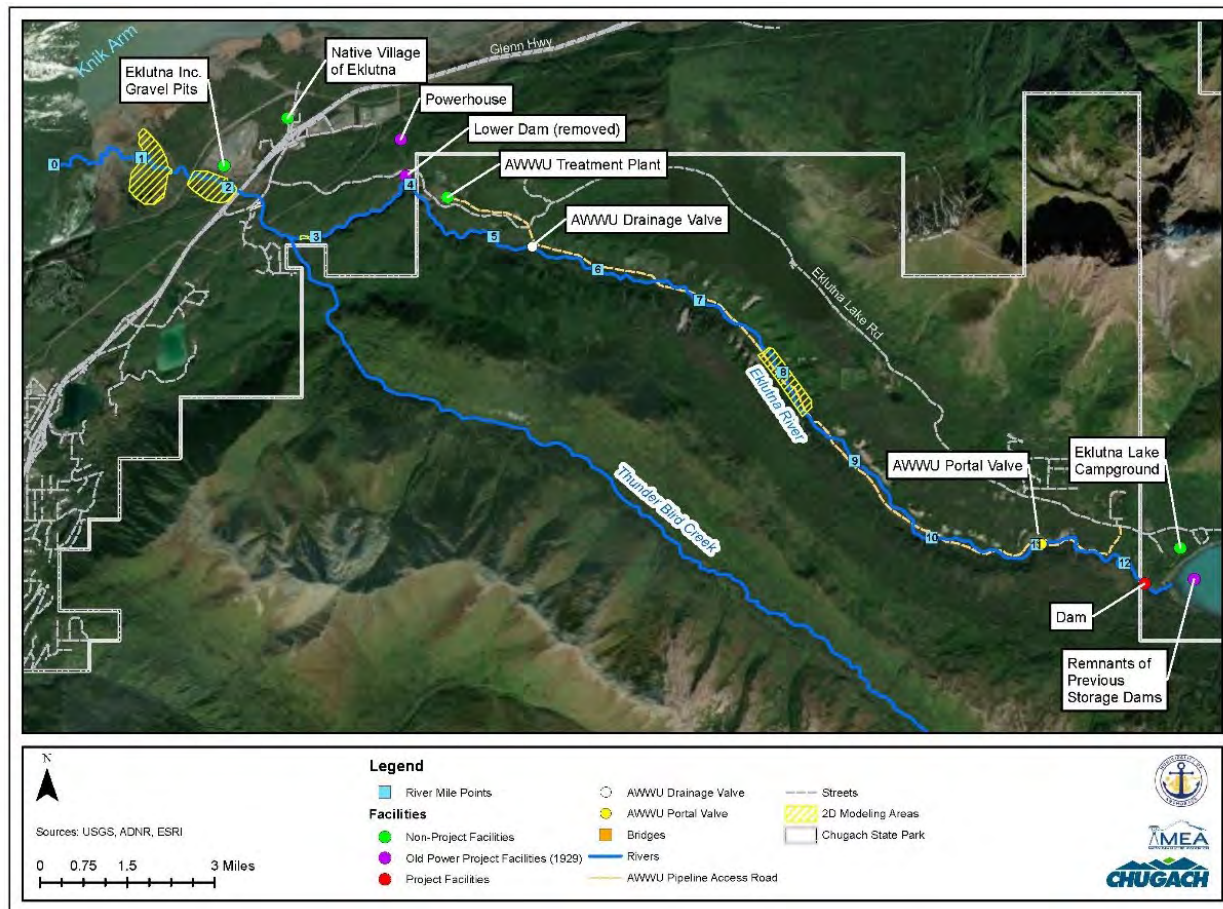 Knik Arm
Glenn Hwy
Native Village
of Eklutna
Eklutna Inc.
Gravel Pits
Powerhouse
Lower Dam (removed)
AWWU Treatment Plant
AWWU Drainage Valve
0
1
2
3
4
5
6
7
8
9
10
11
12
Eklutna Lake Rd
Eklutna River
Thunder Bird Creek
AWWU Portal Valve
Eklutna Lake
Campground
Dam
Remnants of
Previous
Storage Dams
N
Sources: USGS, ADNR, ESRI
0 0.75 1.5 3 Miles
Legend
River Mile Points
Facilities
Non-Project Facilities
Old Power Project Facilities (1929)
Project Facilities
AWWU Drainage Valve
AWWU Portal Valve
Bridges
Rivers
AWWU Pipeline Access Road
Streets
2D Modeling Areas
Chugach State Park
MEA
CHUGACH